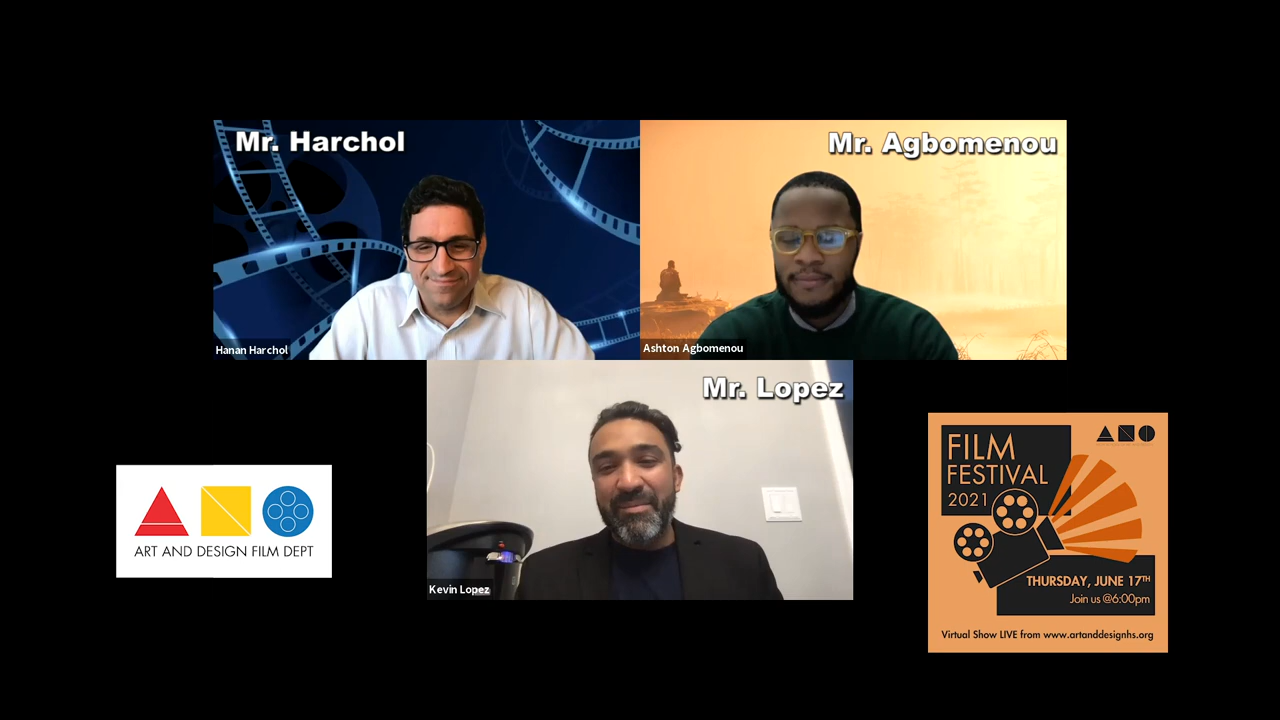 Mr. Harchol
Mr. Agbomenou
Hanan Harchol
Ashton Agbomenou
Mr. Lopez
Kevin Lopez
ART AND DESIGN FILM DEPT
FILM
FESTIVAL
2021
THURSDAY, JUNE 17TH
Join us @6:00pm
Virtual Show LIVE from www.artanddesignhs.org